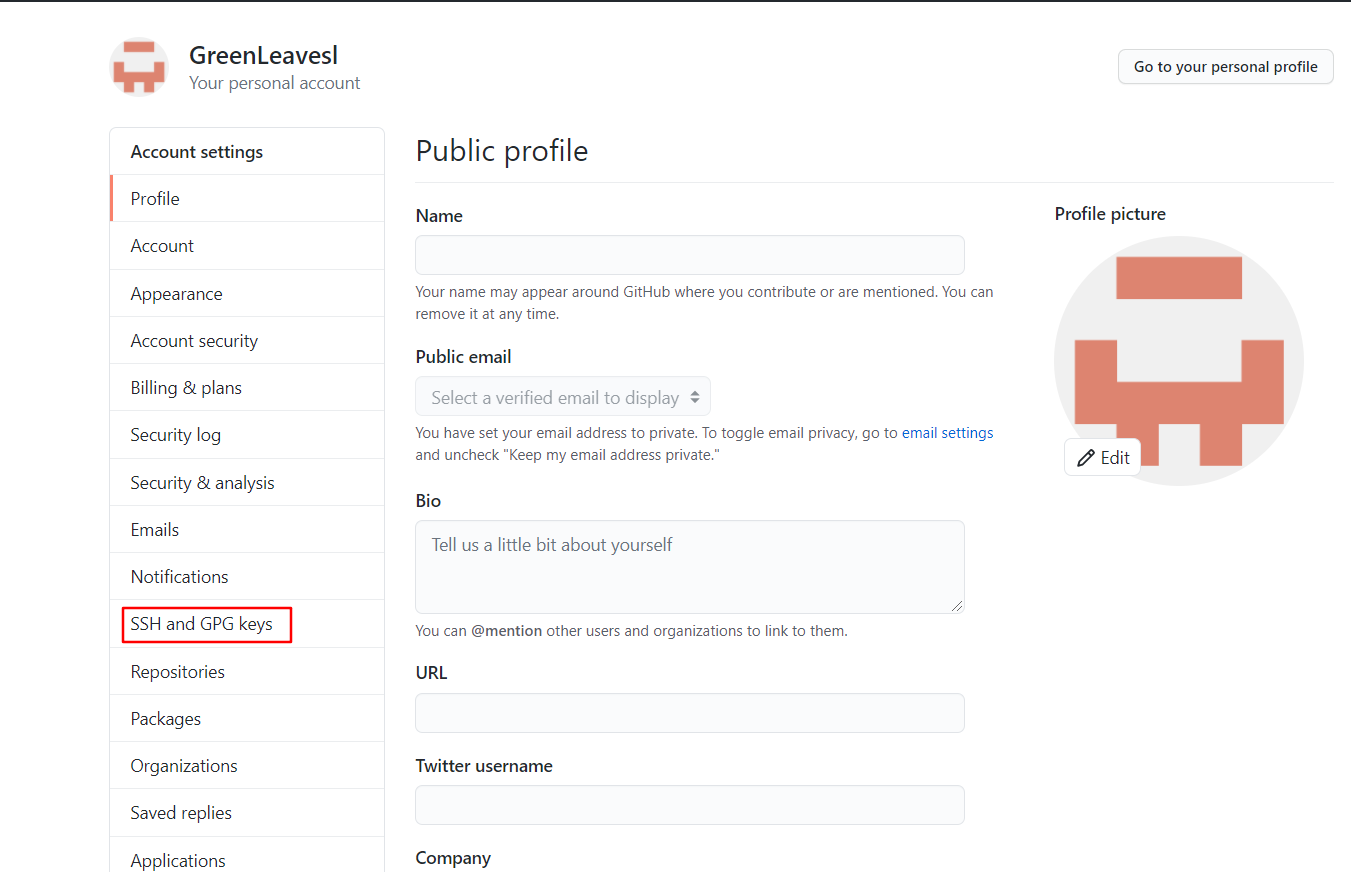 GreenLeavesl
Your personal account
Go to your personal profile
Account settings
Profile
Account
Appearance
Account security
Billing & plans
Security log
Security & analysis
Emails
Notifications
SSH and GPG keys
Repositories
Packages
Organizations
Saved replies
Applications
Public profile
Name
Your name may appear around GitHub where you contribute or are mentioned. You can
remove it at any time.
Public email
Select a verified email to display
You have set your email address to private. To toggle email privacy, go to email settings
and uncheck "Keep my email address private."
Bio
Tell us a little bit about yourself
You can @mention other users and organizations to link to them.
URL
Twitter username
Company
Profile picture
Edit